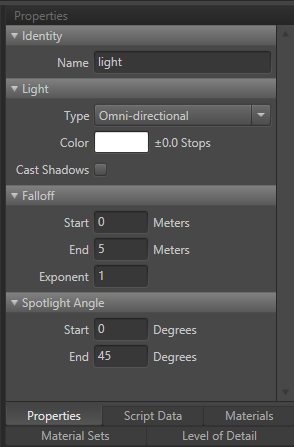 Properties
Identity
Name light
Light
Type Omni-directional
Color ±0.0 Stops
Cast Shadows
Falloff
Start 0 Meters
End 5 Meters
Exponent 1
Spotlight Angle
Start 0 Degrees
End 45 Degrees
Properties Script Data Materials
Material Sets Level of Detail